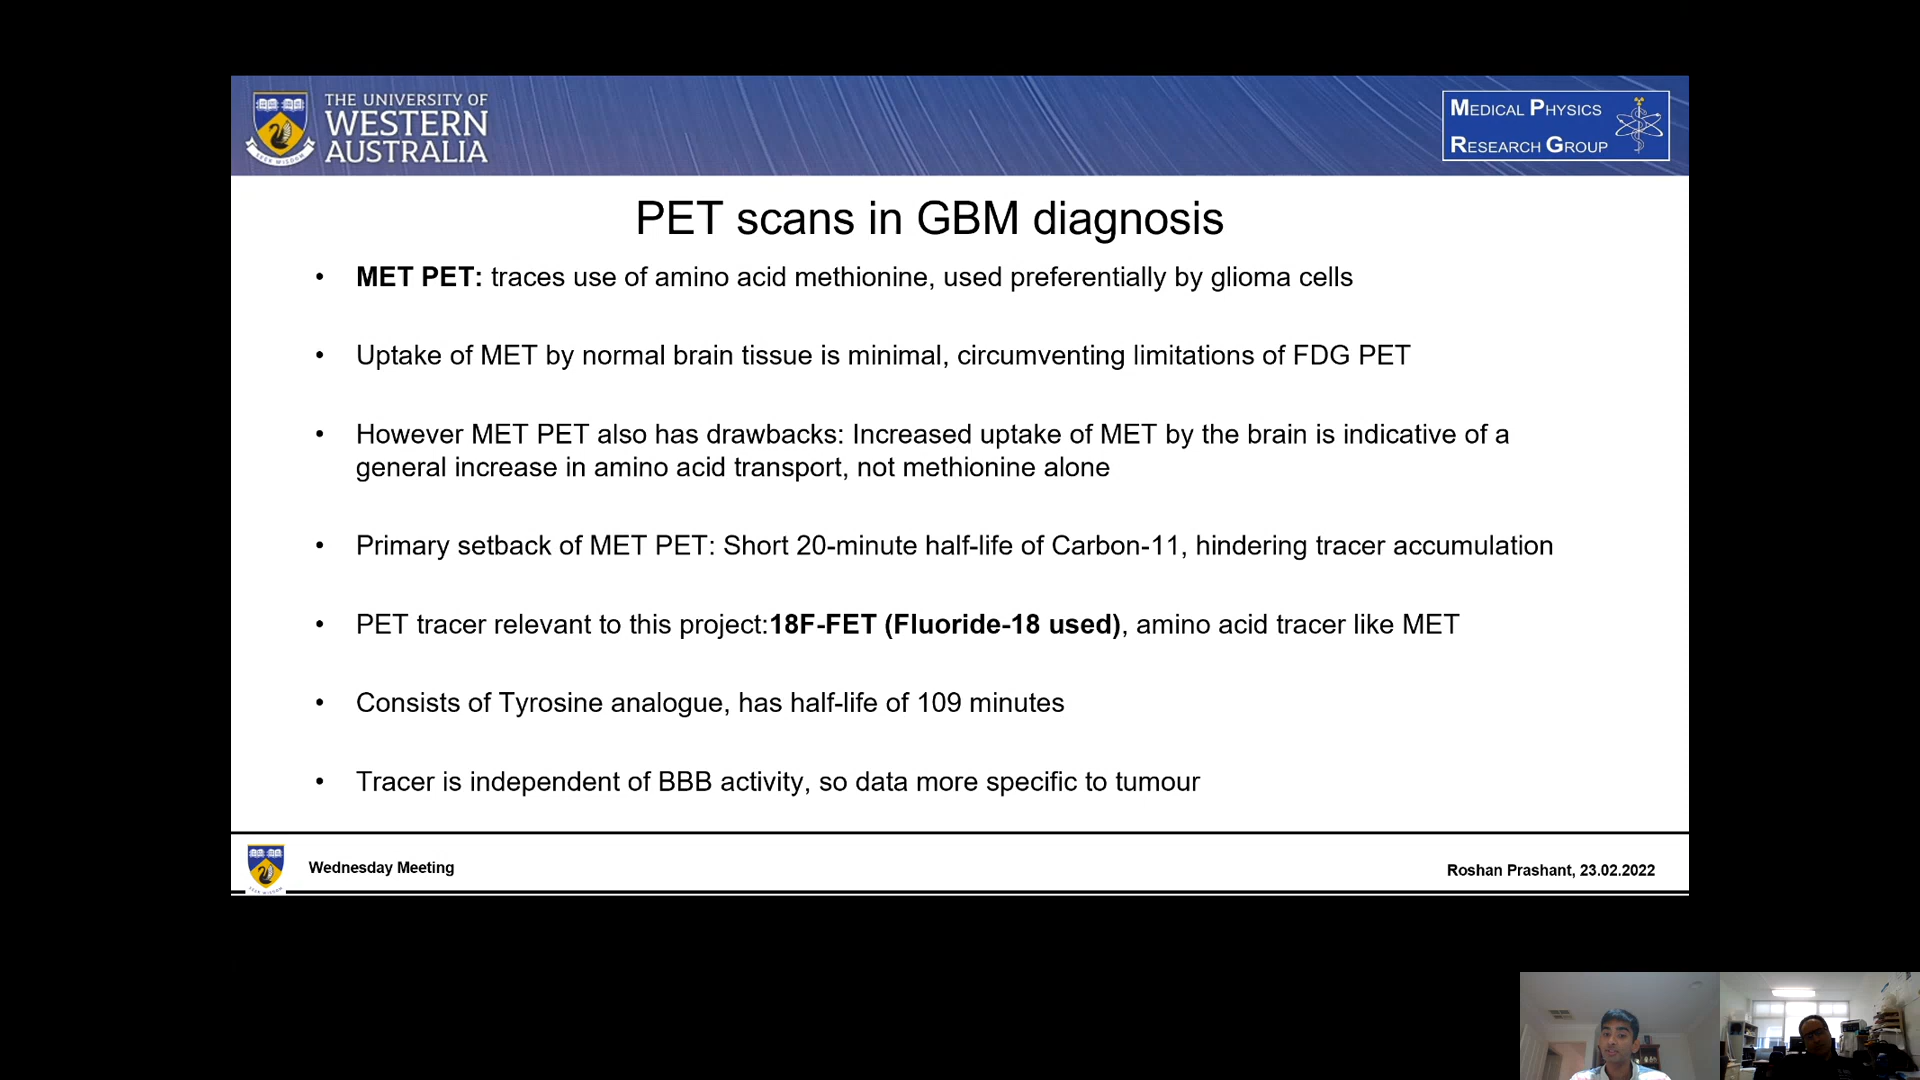 THE UNIVERSITY OF
WESTERN
AUSTRALIA
MEDICAL PHYSICS
RESEARCH GROUP
PET scans in GBM diagnosis
• MET PET: traces use of amino acid methionine, used preferentially by glioma cells
• Uptake of MET by normal brain tissue is minimal, circumventing limitations of FDG PET
• However MET PET also has drawbacks: Increased uptake of MET by the brain is indicative of a
general increase in amino acid transport, not methionine alone
• Primary setback of MET PET: Short 20-minute half-life of Carbon-11, hindering tracer accumulation
• PET tracer relevant to this project:18F-FET (Fluoride-18 used), amino acid tracer like MET
• Consists of Tyrosine analogue, has half-life of 109 minutes
• Tracer is independent of BBB activity, so data more specific to tumour
Wednesday Meeting
Roshan Prashant, 23.02.2022